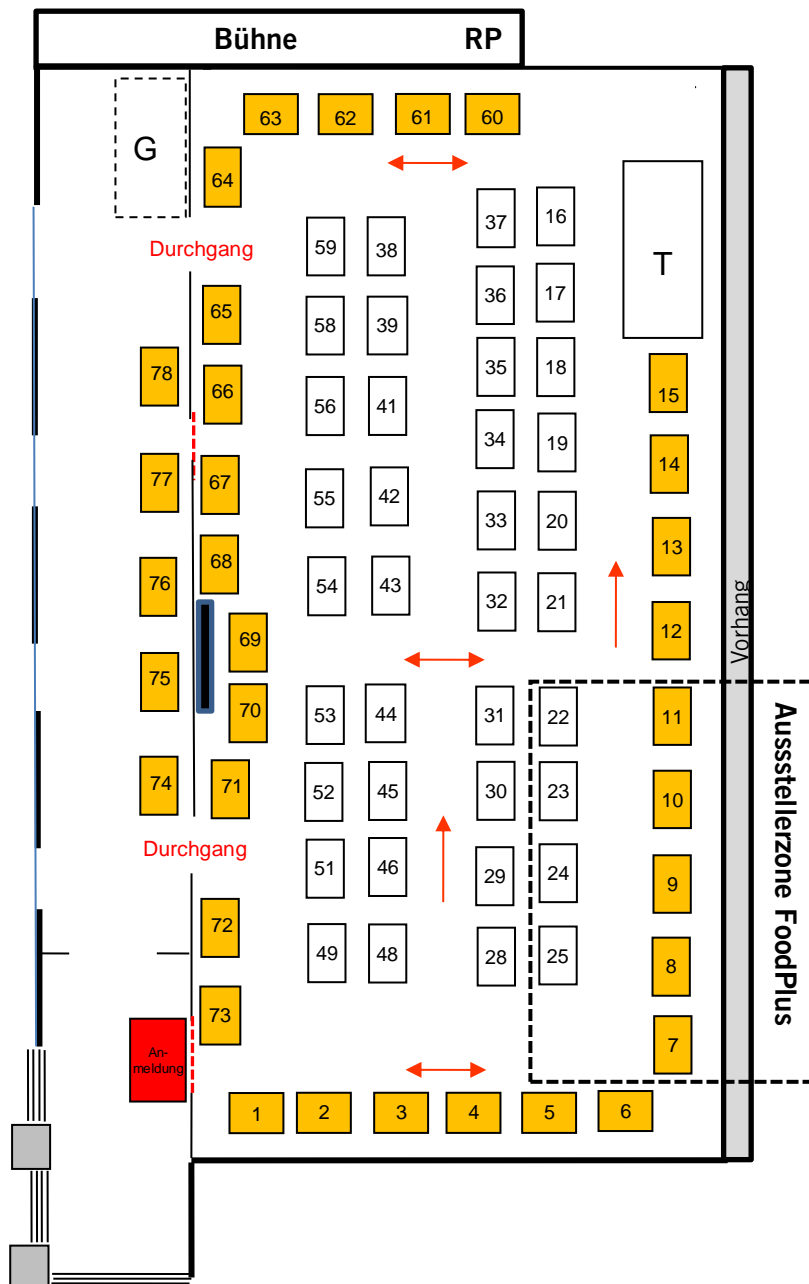 Bühne RP
63 62 61 60
G
64
37 16
59 38
T
Durchgang
36 17
65
58 39
35 18
78 66
15
56 41
34 19
14
77 67
55 42
33 20
13
68
76
54 43
32 21
12
69
Vorhang
75
70
53 44 31 22 11
Aussstellerzone FoodPlus
74 71
52 45 30 23 10
Durchgang
51 46 29 24 9
72
49 48 28 25 8
73
7
An-
meldung
1 2 3 4 5 6